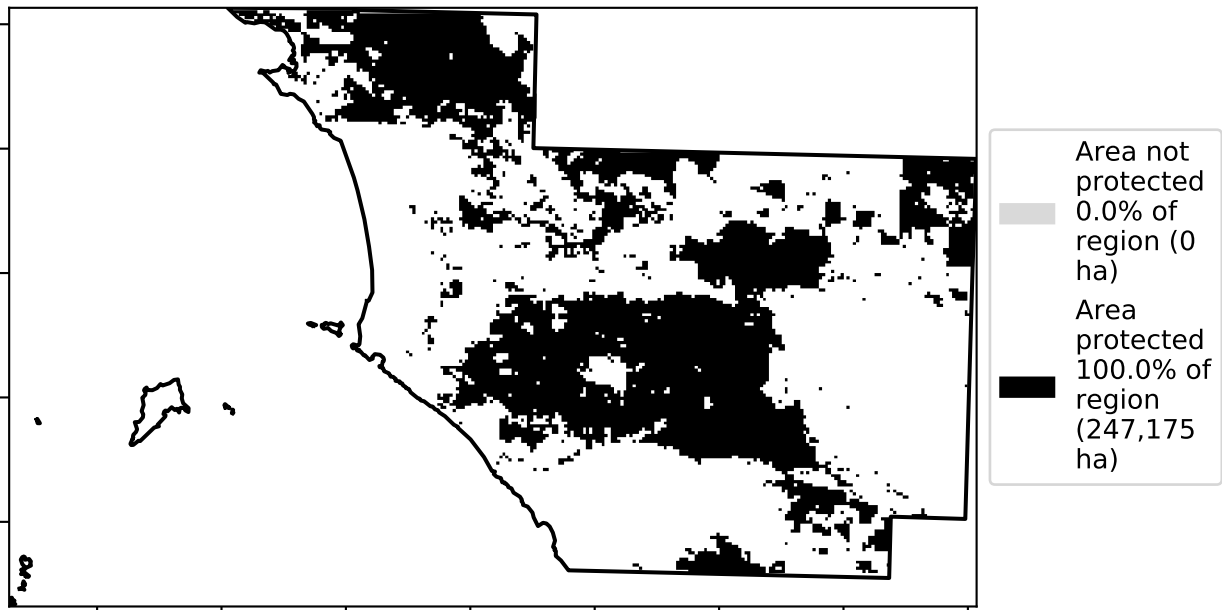 Area not
protected
0.0% of
region (0
ha)
Area
protected
100.0% of
region
(247,175
ha)